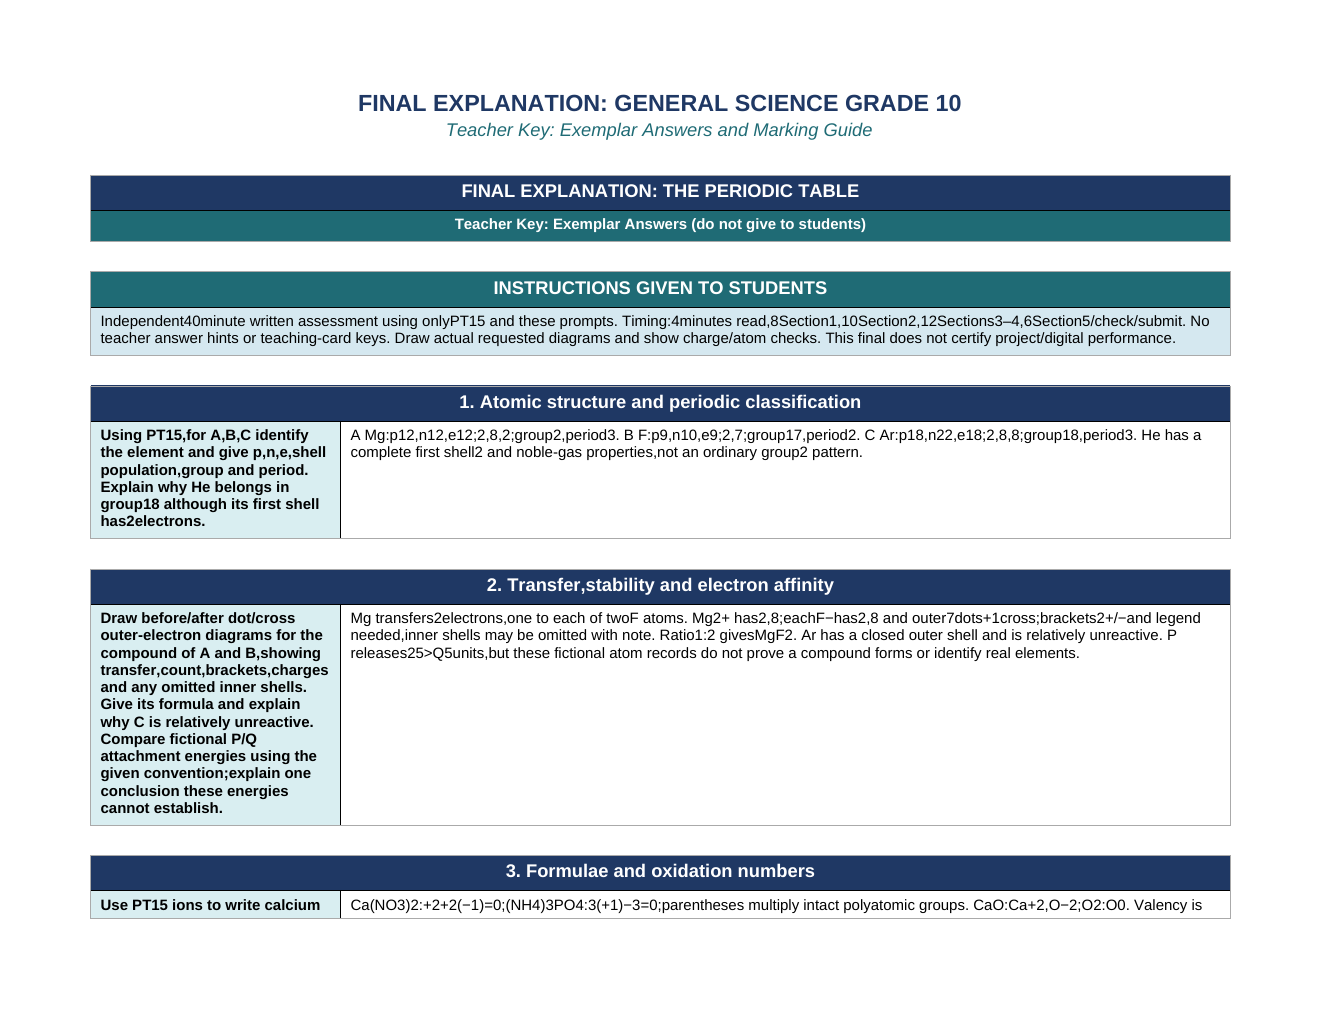 FINAL EXPLANATION: GENERAL SCIENCE GRADE 10
Teacher Key: Exemplar Answers and Marking Guide
FINAL EXPLANATION: THE PERIODIC TABLE
Teacher Key: Exemplar Answers (do not give to students)
INSTRUCTIONS GIVEN TO STUDENTS
Independent40minute written assessment using onlyPT15 and these prompts. Timing:4minutes read,8Section1,10Section2,12Sections3–4,6Section5/check/submit. No
teacher answer hints or teaching-card keys. Draw actual requested diagrams and show charge/atom checks. This final does not certify project/digital performance.
1. Atomic structure and periodic classification
Using PT15,for A,B,C identify
the element and give p,n,e,shell
population,group and period.
Explain why He belongs in
group18 although its first shell
has2electrons.
A Mg:p12,n12,e12;2,8,2;group2,period3. B F:p9,n10,e9;2,7;group17,period2. C Ar:p18,n22,e18;2,8,8;group18,period3. He has a
complete first shell2 and noble-gas properties,not an ordinary group2 pattern.
2. Transfer,stability and electron affinity
Draw before/after dot/cross
outer-electron diagrams for the
compound of A and B,showing
transfer,count,brackets,charges
and any omitted inner shells.
Give its formula and explain
why C is relatively unreactive.
Compare fictional P/Q
attachment energies using the
given convention;explain one
conclusion these energies
cannot establish.
Mg transfers2electrons,one to each of twoF atoms. Mg2+ has2,8;eachF−has2,8 and outer7dots+1cross;brackets2+/−and legend
needed,inner shells may be omitted with note. Ratio1:2 givesMgF2. Ar has a closed outer shell and is relatively unreactive. P
releases25>Q5units,but these fictional atom records do not prove a compound forms or identify real elements.
3. Formulae and oxidation numbers
Use PT15 ions to write calcium
Ca(NO3)2:+2+2(−1)=0;(NH4)3PO4:3(+1)−3=0;parentheses multiply intact polyatomic groups. CaO:Ca+2,O−2;O2:O0. Valency is